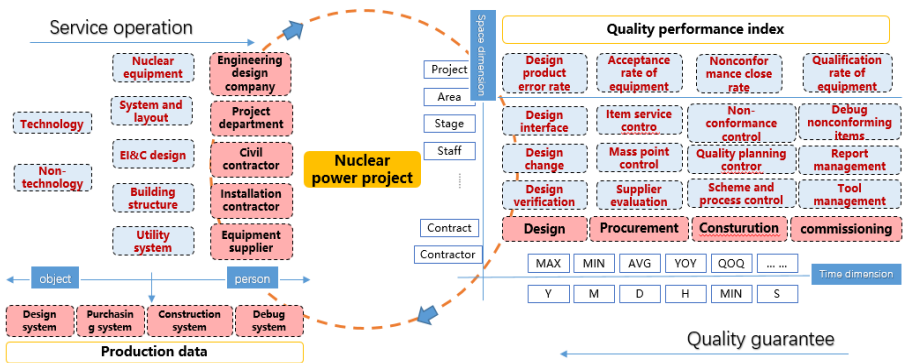 Service operation
Nuclear
equipment
System and
layout
Technology
EI&C design
Non-
technology
Building
structure
Utility
system
Engineering
design
company
Project
department
Civil
contractor
Installation
contractor
Equipment
supplier
object
person
Design
system
Purchasin
g system
Construction
system
Debug
system
Production data
Nuclear
power project
Project
Area
Stage
Staff
Contract
Contractor
Space dimension
Quality performance index
Design
product
error rate
Acceptance
rate of
equipment
Nonconfor
mance close
rate
Qualification
rate of
equipment
Design
interface
Item service
contro
Non-
conformance
control
Debug
nonconforming
items
Design
change
Mass point
control
Quality planning
contror
Report
management
Design
verification
Supplier
evaluation
Scheme and
process control
Tool
management
Design
Procurement
Consturution
commissioning
MAX MIN AVG YOY QOQ ... ...
Time dimension
Y M D H MIN S
Quality guarantee